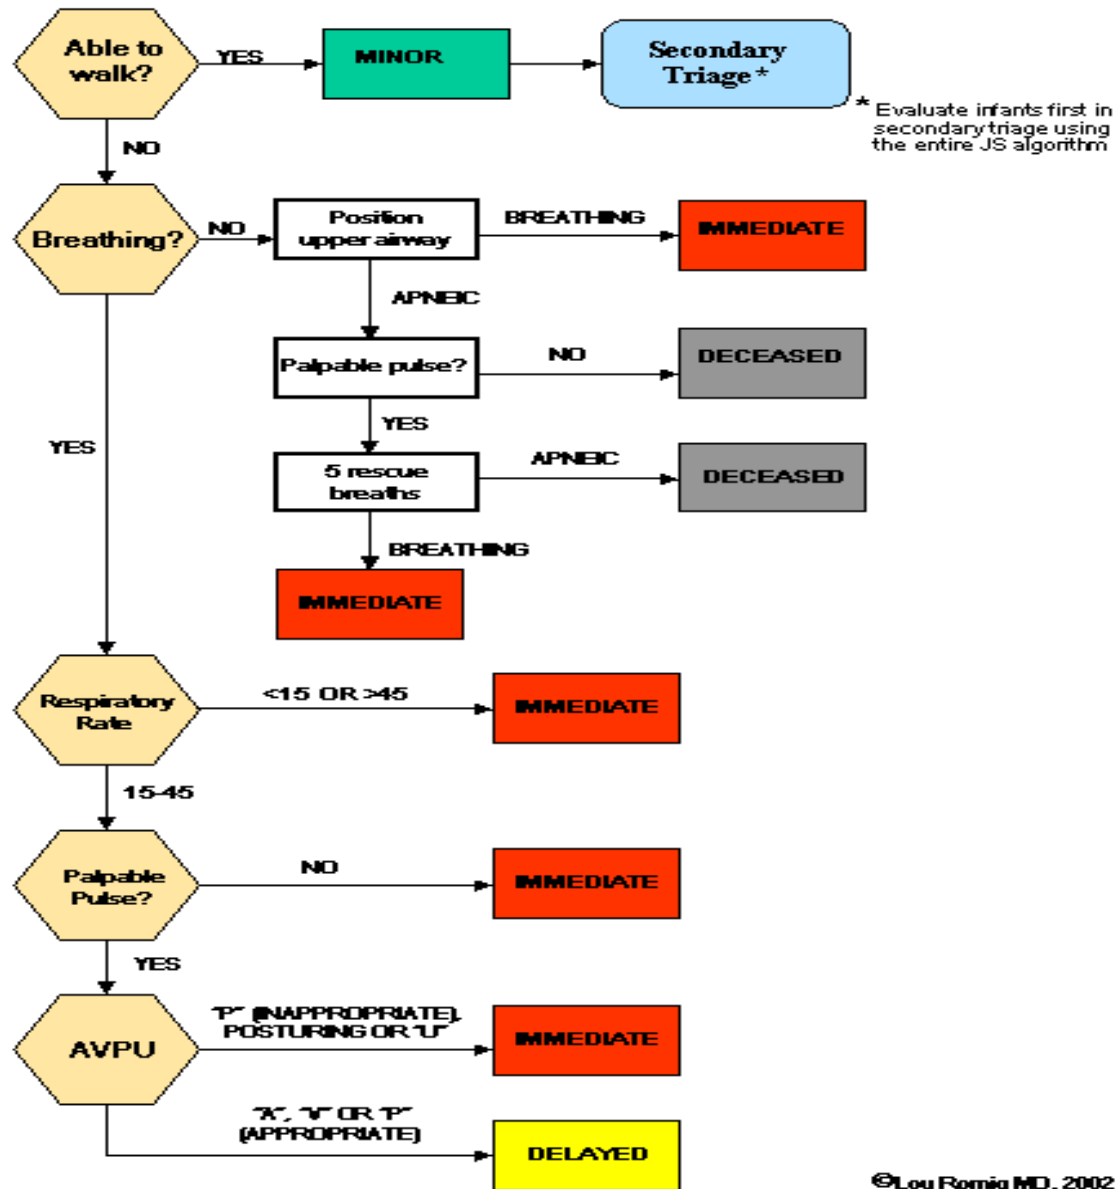 Able to
walk?
YES
MINOR
Secondary
Triage*
* Evaluate infants first in
secondary triage using
the entire JS algorithm
NO
Breathing?
NO
Position
upper airway
BREATHING
IMMEDIATE
APNEIC
Palpable pulse?
NO
DECEASED
YES
5 rescue
breaths
APNEIC
DECEASED
BREATHING
IMMEDIATE
YES
Respiratory
Rate
<15 OR >45
IMMEDIATE
15-45
Palpable
Pulse?
NO
IMMEDIATE
YES
AVPU
"P" (INAPPROPRIATE),
POSTURING OR "U"
IMMEDIATE
"A", "V" OR "P"
(APPROPRIATE)
DELAYED
©Lou Romig MD, 2002